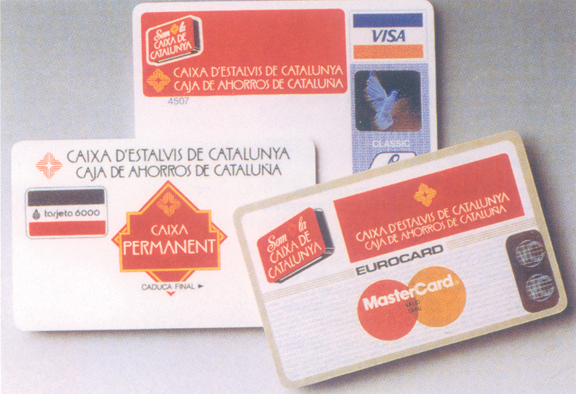 Som la
CAIXA DE
CATALUNYA
CAIXA D'ESTALVIS DE CATALUNYA
CAJA DE AHORROS DE CATALUÑA
4507
VISA
CLASSIC
CAIXA D'ESTALVIS DE CATALUNYA
CAJA DE AHORROS DE CATALUÑA
tarjeta 6000
CAIXA
PERMANENT
CADUCA FINAL
Som la
CAIXA DE
CATALUNYA
CAIXA D'ESTALVIS DE CATALUNYA
CAJA DE AHORROS DE CATALUÑA
EUROCARD
MasterCard